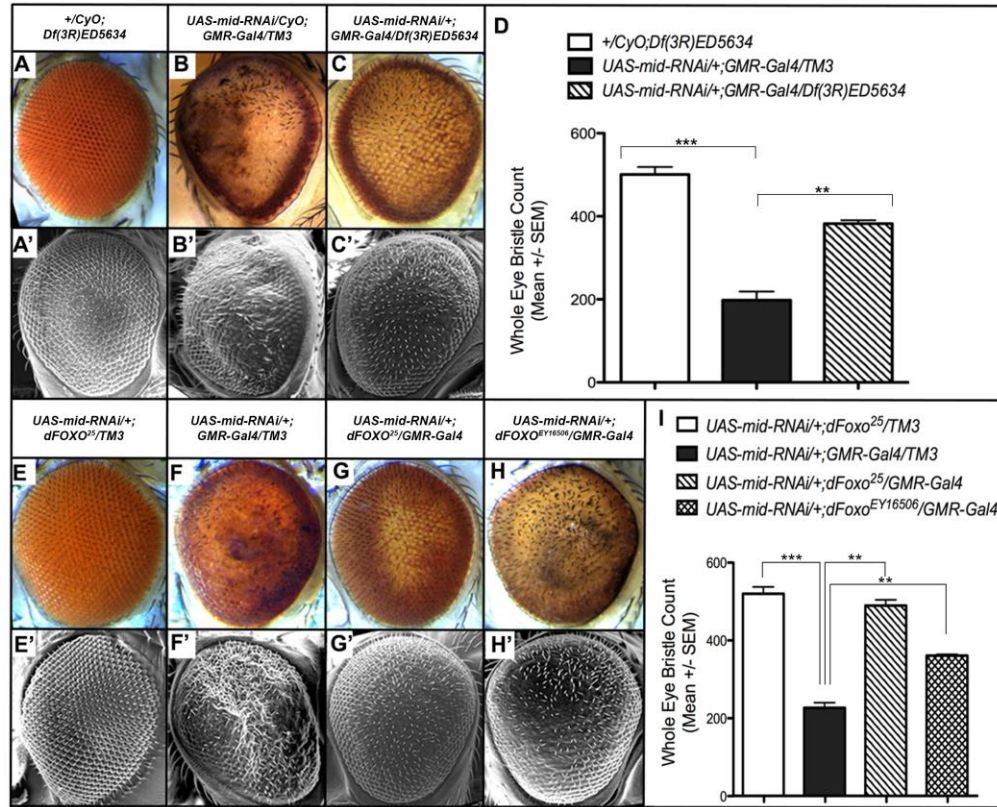 +/CyO;
Df(3R)ED5634
UAS-mid-RNAi/CyO;
GMR-Gal4/TM3
UAS-mid-RNAi/+;
GMR-Gal4/Df(3R)ED5634
A
B
C
A'
B'
C'
D
+/CyO;Df(3R)ED5634
UAS-mid-RNAi/+;GMR-Gal4/TM3
UAS-mid-RNAi/+;GMR-Gal4/Df(3R)ED5634
Whole Eye Bristle Count
(Mean +/- SEM)
600
400
200
0
***
**
UAS-mid-RNAi/+;
dFOXO25/TM3
UAS-mid-RNAi/+;
GMR-Gal4/TM3
UAS-mid-RNAi/+;
dFOXO25/GMR-Gal4
UAS-mid-RNAi/+;
dFOXOEY16506/GMR-Gal4
E
F
G
H
E'
F'
G'
H'
I
UAS-mid-RNAi/+;dFoxo25/TM3
UAS-mid-RNAi/+;GMR-Gal4/TM3
UAS-mid-RNAi/+;dFoxo25/GMR-Gal4
UAS-mid-RNAi/+;dFoxoEY16506/GMR-Gal4
Whole Eye Bristle Count
(Mean +/- SEM)
600
400
200
0
***
**
**